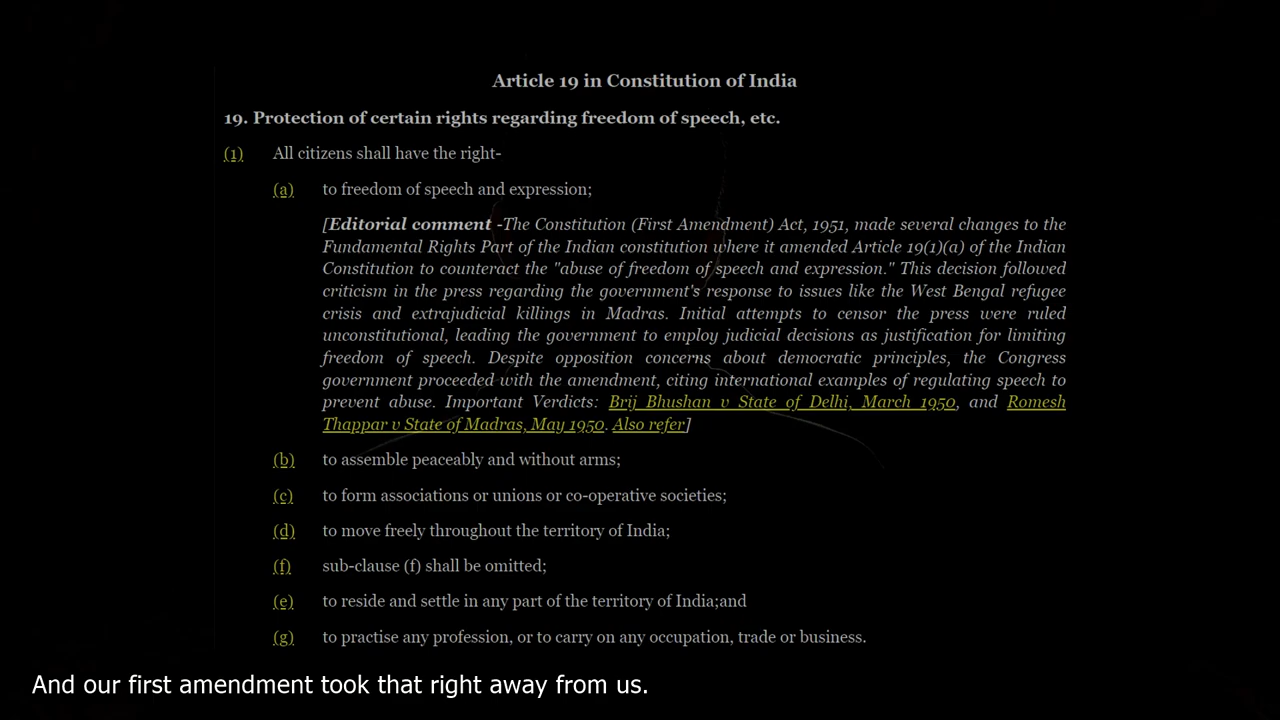 Article 19 in Constitution of India
19. Protection of certain rights regarding freedom of speech, etc.
(1) All citizens shall have the right-
(a) to freedom of speech and expression;
[Editorial comment -The Constitution (First Amendment) Act, 1951, made several changes to the
Fundamental Rights Part of the Indian constitution where it amended Article 19(1)(a) of the Indian
Constitution to counteract the "abuse of freedom of speech and expression." This decision followed
criticism in the press regarding the government's response to issues like the West Bengal refugee
crisis and extrajudicial killings in Madras. Initial attempts to censor the press were ruled
unconstitutional, leading the government to employ judicial decisions as justification for limiting
freedom of speech. Despite opposition concerns about democratic principles, the Congress
government proceeded with the amendment, citing international examples of regulating speech to
prevent abuse. Important Verdicts: Brij Bhushan v State of Delhi, March 1950, and Romesh
Thappar v State of Madras, May 1950. Also refer]
(b) to assemble peaceably and without arms;
(c) to form associations or unions or co-operative societies;
(d) to move freely throughout the territory of India;
(f) sub-clause (f) shall be omitted;
(e) to reside and settle in any part of the territory of India;and
(g) to practise any profession, or to carry on any occupation, trade or business.
And our first amendment took that right away from us.